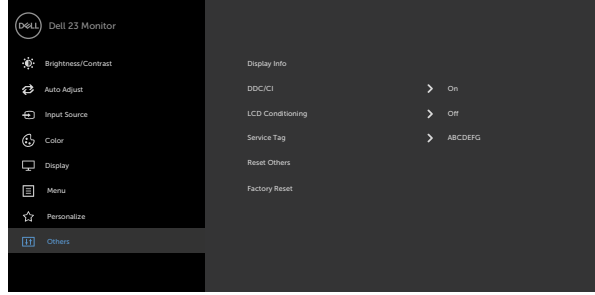 DELL Dell 23 Monitor
Brightness/Contrast
Auto Adjust
Input Source
Color
Display
Menu
Personalize
Others
Display Info
DDC/CI On
LCD Conditioning Off
Service Tag ABCDEFG
Reset Others
Factory Reset